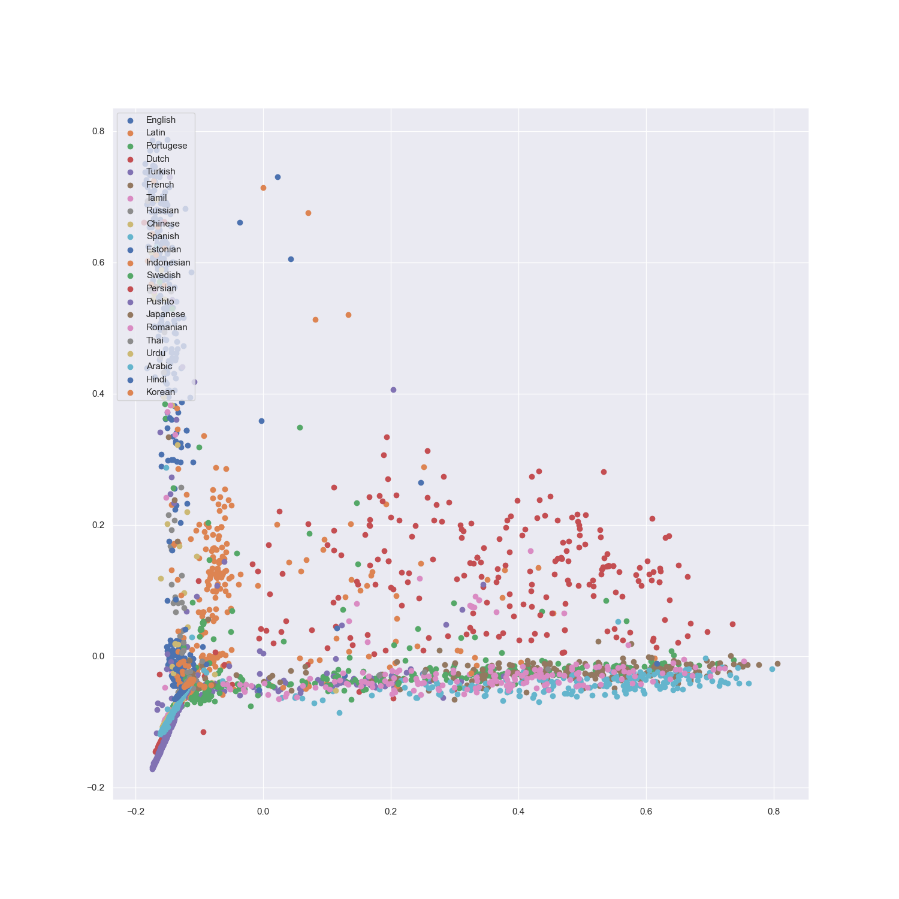 0.8
0.6
0.4
0.2
0.0
−0.2
−0.2
0.0
0.2
0.4
0.6
0.8
English
Latin
Portugese
Dutch
Turkish
French
Tamil
Russian
Chinese
Spanish
Estonian
Indonesian
Swedish
Persian
Pushto
Japanese
Romanian
Thai
Urdu
Arabic
Hindi
Korean